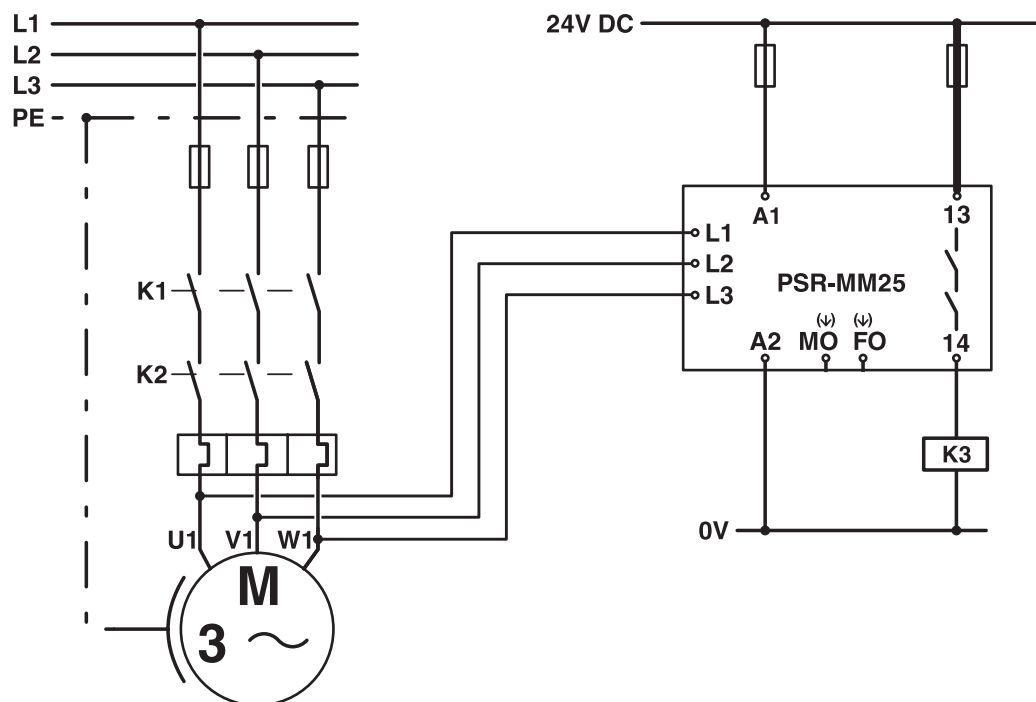 L1
L2
L3
PE
K1
K2
U1 V1 W1
M
3
24V DC
A1 13
L1
L2
L3
PSR-MM25
A2 MO FO 14
K3
0V